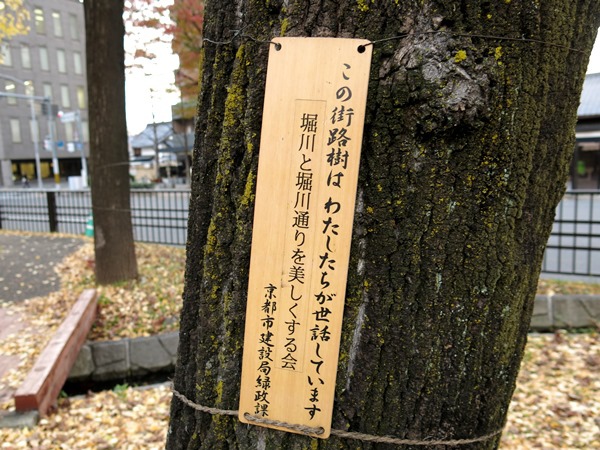 この街路樹は わたしたちが世話しています
堀川と堀川通りを美しくする会
京都市建設局緑政課